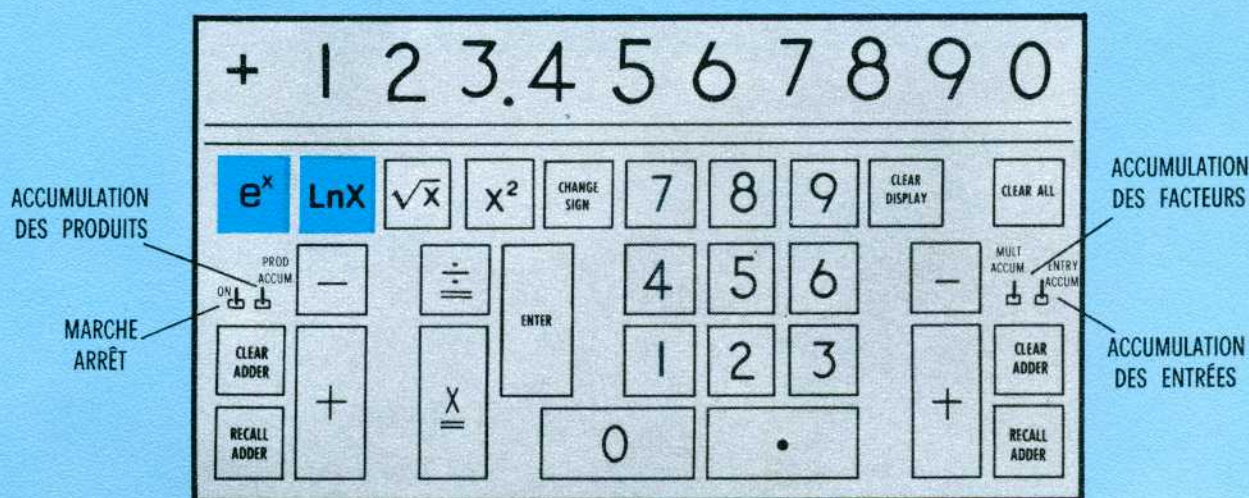 + 1 2 3.4 5 6 7 8 9 0
eˣ LnX √x X² CHANGE SIGN 7 8 9 CLEAR DISPLAY CLEAR ALL
ACCUMULATION
DES PRODUITS
ACCUMULATION
DES FACTEURS
ON
PROD
ACCUM
− ÷ ENTER 4 5 6 −
MULT
ACCUM
ENTRY
ACCUM
MARCHE
ARRÊT
ACCUMULATION
DES ENTRÉES
CLEAR
ADDER
+ X 1 2 3 +
CLEAR
ADDER
RECALL
ADDER
0 .
RECALL
ADDER